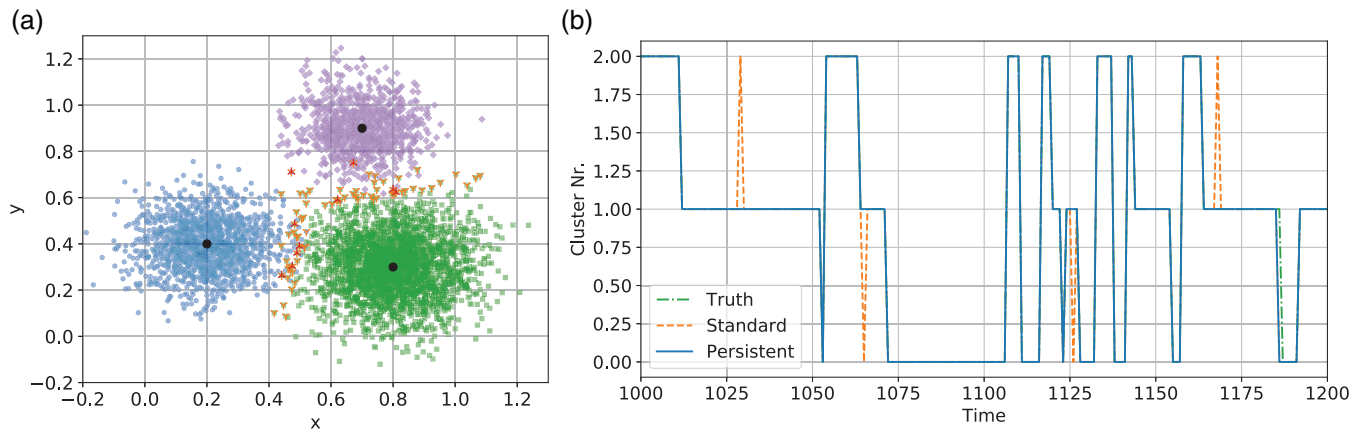 (a)
1.2
1.0
0.8
0.6
0.4
0.2
0.0
−0.2
y
−0.2 0.0 0.2 0.4 0.6 0.8 1.0 1.2
x
(b)
2.00
1.75
1.50
1.25
1.00
0.75
0.50
0.25
0.00
Cluster Nr.
Truth
Standard
Persistent
1000 1025 1050 1075 1100 1125 1150 1175 1200
Time